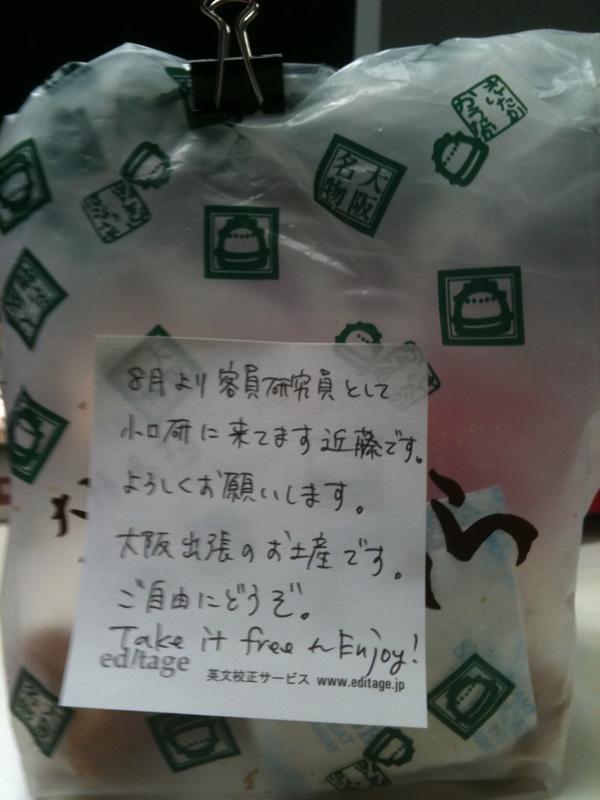 大阪
名物
8月より客員研究員として
小口研に来てます近藤です。
よろしくお願いします。
大阪出張のお土産です。
ご自由にどうぞ。
Take it free & Enjoy!
editage
英文校正サービス www.editage.jp
ら